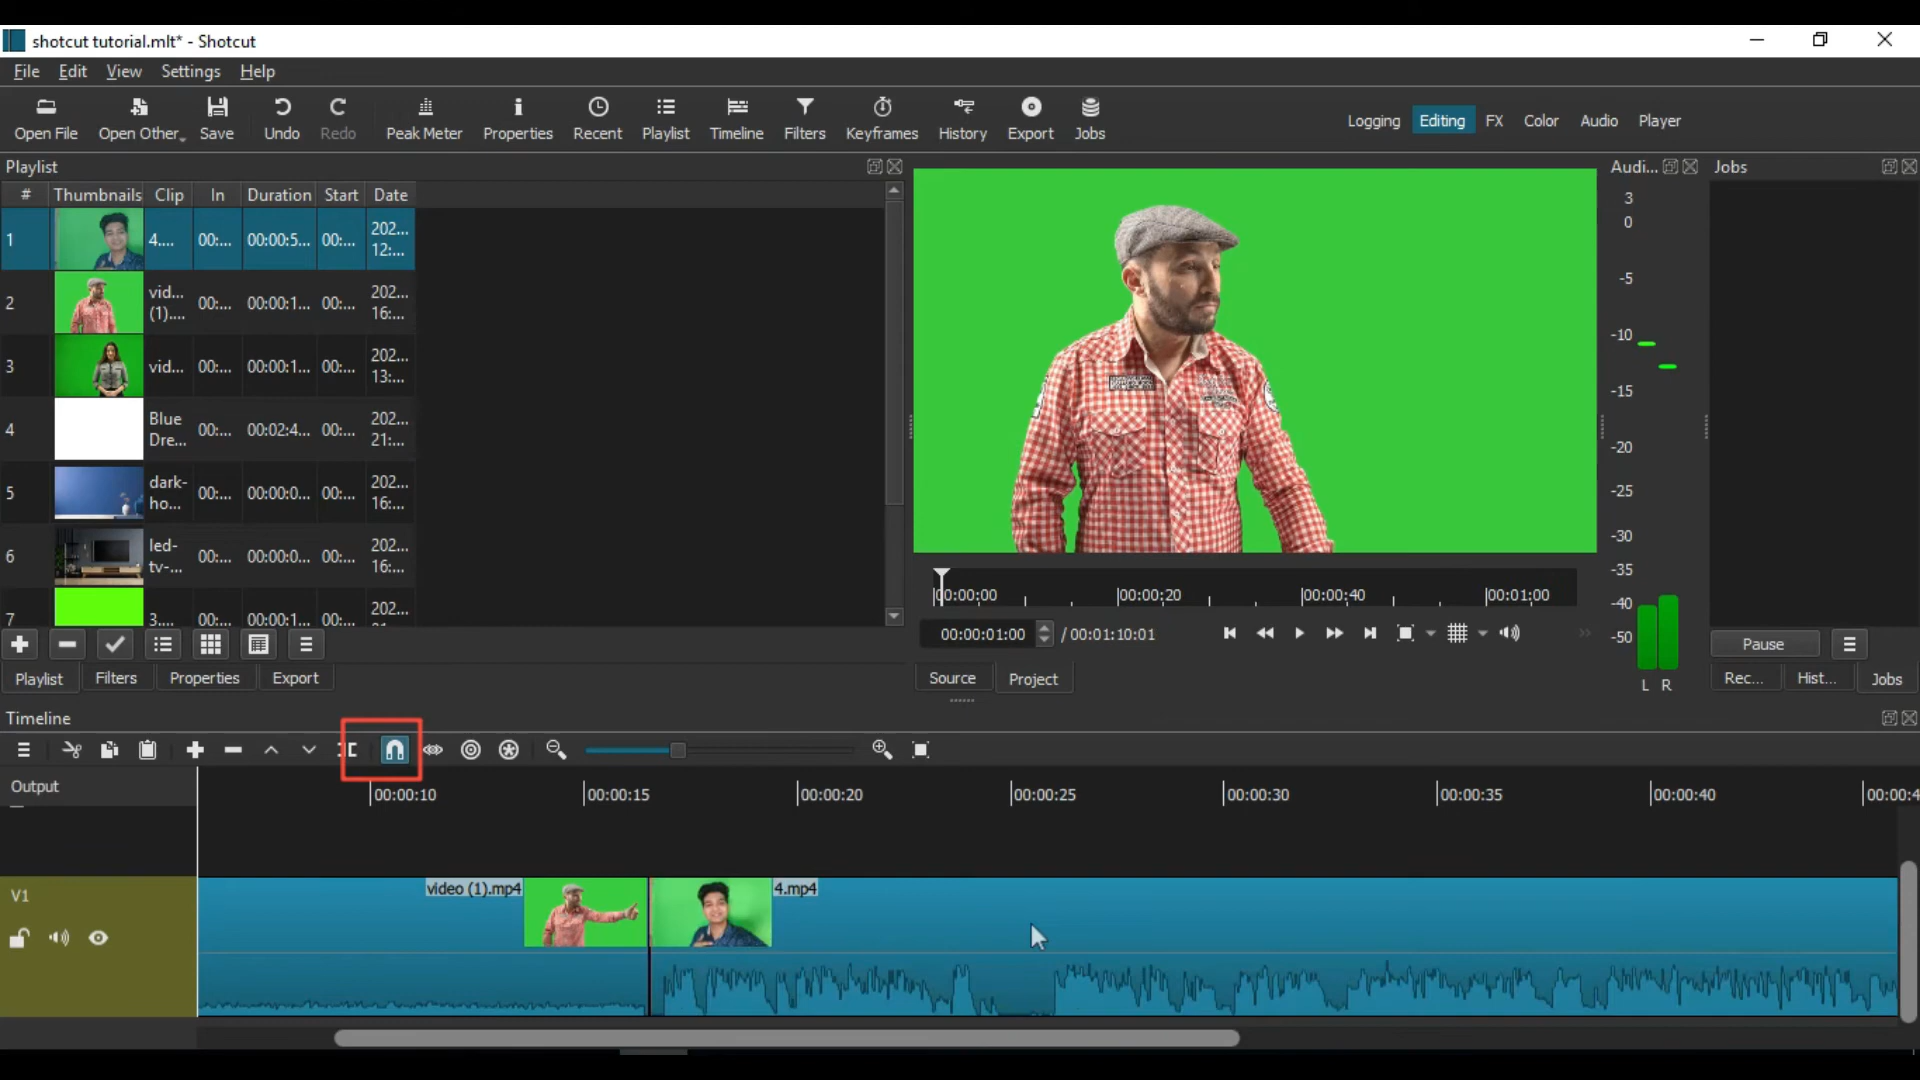 shotcut tutorial.mlt* - Shotcut
File Edit View Settings Help
Open File Open Other Save Undo Redo Peak Meter Properties Recent Playlist Timeline Filters Keyframes History Export Jobs
Logging Editing FX Color Audio Player
Playlist
# Thumbnails Clip In Duration Start Date
1 4.... 00:... 00:00:5... 00:... 202... 12:...
2 vid... (1).... 00:... 00:00:1... 00:... 202... 16:...
3 vid... 00:... 00:00:1... 00:... 202... 13:...
4 Blue Dre... 00:... 00:02:4... 00:... 202... 21:...
5 dark-ho... 00:... 00:00:0... 00:... 202... 16:...
6 led-tv-... 00:... 00:00:0... 00:... 202... 16:...
7 3.... 00:... 00:00:1... 00:... 202...
Playlist Filters Properties Export
00:00:00 00:00:20 00:00:40 00:01:00
00:00:01:00 / 00:01:10:01
Source Project
Audi...
3
0
-5
-10
-15
-20
-25
-30
-35
-40
-50
L R
Jobs
Pause
Rec... Hist... Jobs
Timeline
Output
00:00:10 00:00:15 00:00:20 00:00:25 00:00:30 00:00:35 00:00:40 00:00:4
V1
video (1).mp4 4.mp4